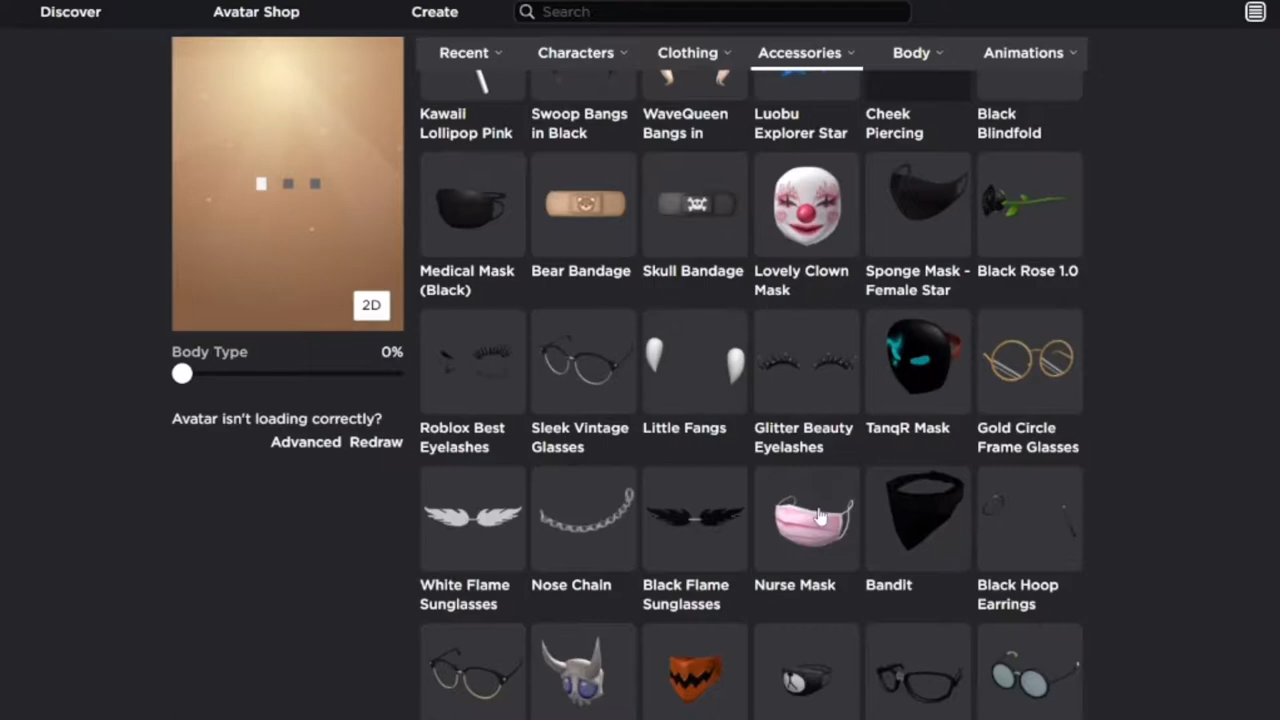 Discover
Avatar Shop
Create
Search
Recent
Characters
Clothing
Accessories
Body
Animations
Kawaii
Lollipop Pink
Swoop Bangs
in Black
WaveQueen
Bangs in
Luobu
Explorer Star
Cheek
Piercing
Black
Blindfold
2D
Body Type 0%
Avatar isn't loading correctly?
Advanced Redraw
Medical Mask
(Black)
Bear Bandage
Skull Bandage
Lovely Clown
Mask
Sponge Mask -
Female Star
Black Rose 1.0
Roblox Best
Eyelashes
Sleek Vintage
Glasses
Little Fangs
Glitter Beauty
Eyelashes
TanqR Mask
Gold Circle
Frame Glasses
White Flame
Sunglasses
Nose Chain
Black Flame
Sunglasses
Nurse Mask
Bandit
Black Hoop
Earrings